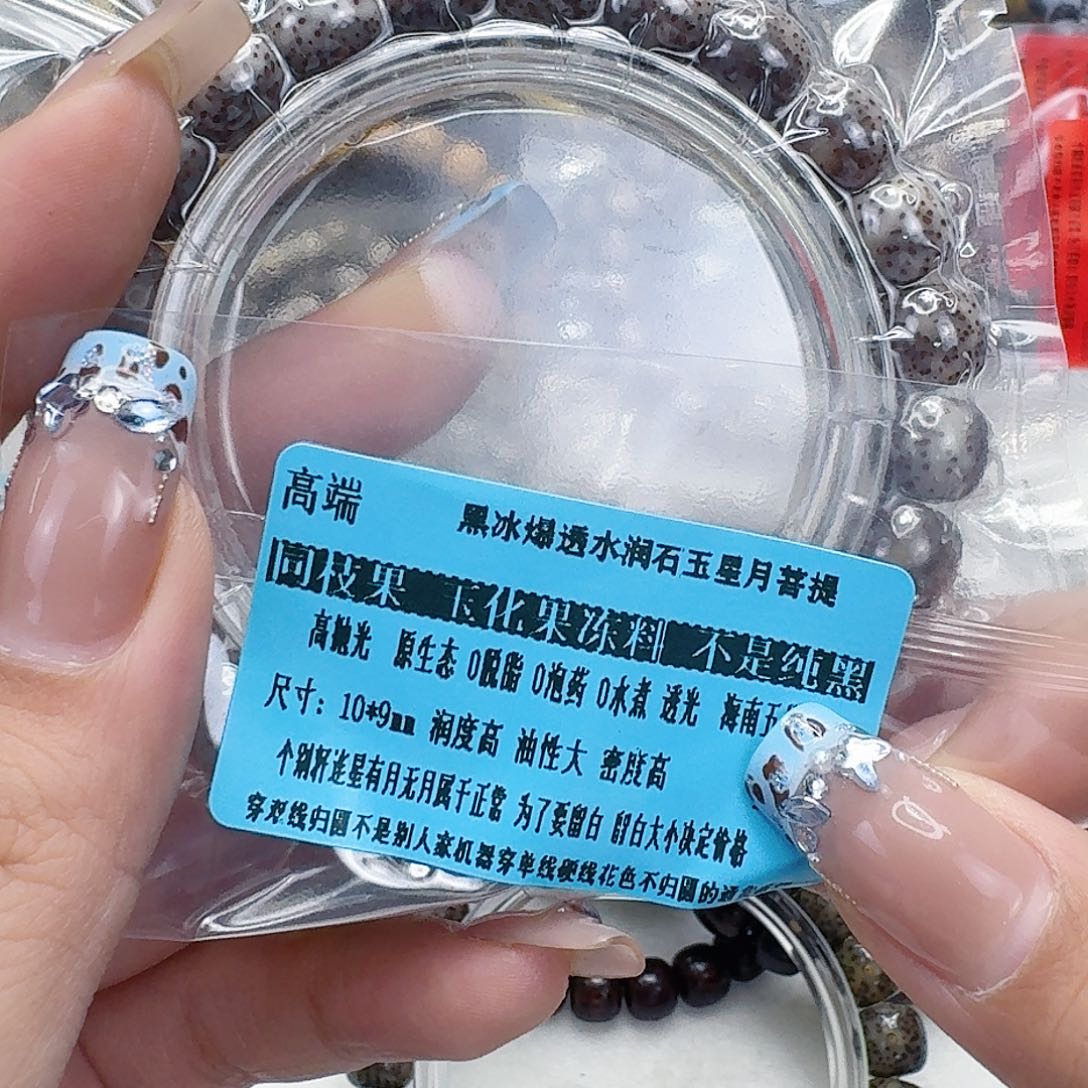 高端 黑冰爆透水润石玉星月菩提
玉化果冻料 不是纯黑
高抛光 原生态 0脱脂 0泡药 0水煮 透光 海南五
尺寸：10*9mm 润度高 油性大 密度高
个别籽连星有月无月属于正常 为了要留白 留白大小决定价格
穿双线归圆不是别人家机器穿单线硬线花色不归圆的通